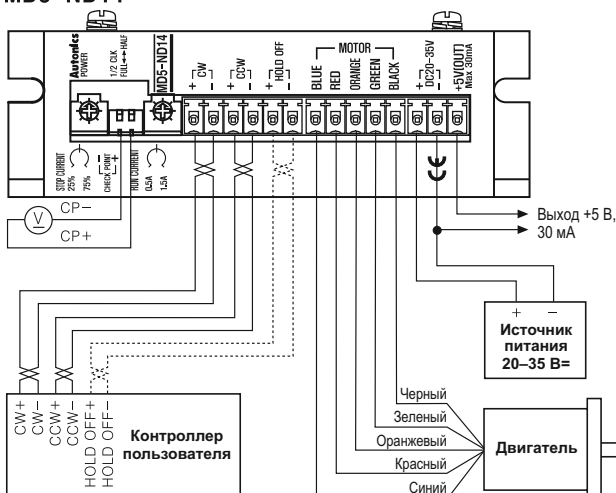 Autonics
POWER
1/2 CLK
FULL↔HALF
MD5-ND14
+ CW -
+ CCW -
+ HOLD OFF -
MOTOR
BLUE
RED
ORANGE
GREEN
BLACK
+ DC20-35V -
+5V(OUT)
Max 30mA
STOP CURRENT
25%
75%
CHECK POINT
- +
RUN CURRENT
0.5A
1.5A
CE
V
CP-
CP+
Выход +5 В,
30 мА
+ -
Источник
питания
20–35 В=
CW+
CW-
CCW+
CCW-
HOLD OFF+
HOLD OFF-
Контроллер
пользователя
Черный
Зеленый
Оранжевый
Красный
Синий
Двигатель